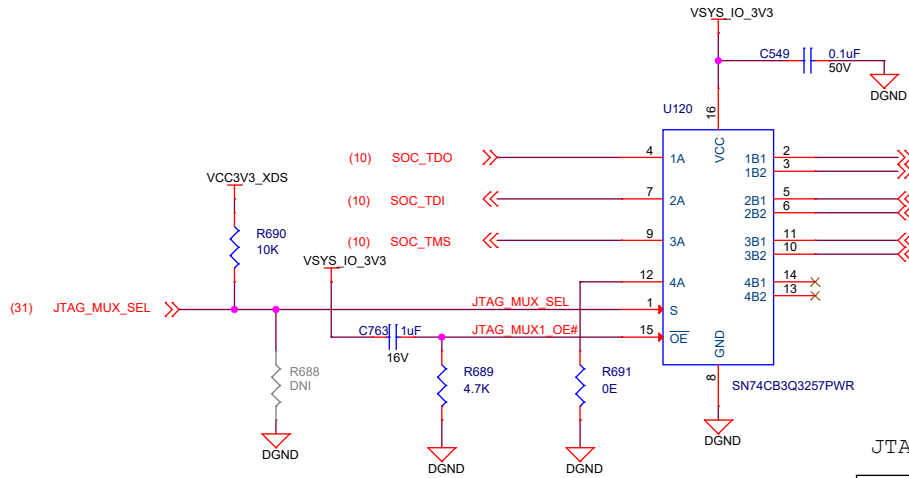 VSYS_IO_3V3
C549 0.1uF
50V
DGND
U120
16
VCC
(10) SOC_TDO 4 1A 1B1 2
1B2 3
VCC3V3_XDS
(10) SOC_TDI 7 2A 2B1 5
2B2 6
R690
10K
(10) SOC_TMS 9 3A 3B1 11
3B2 10
VSYS_IO_3V3
12 4A 4B1 14
4B2 13
(31) JTAG_MUX_SEL JTAG_MUX_SEL 1 S
C763 1uF JTAG_MUX1_OE# 15 OE
16V
GND
R688
DNI
R689
4.7K
R691
0E
8
SN74CB3Q3257PWR
DGND
DGND
DGND
DGND
JTA